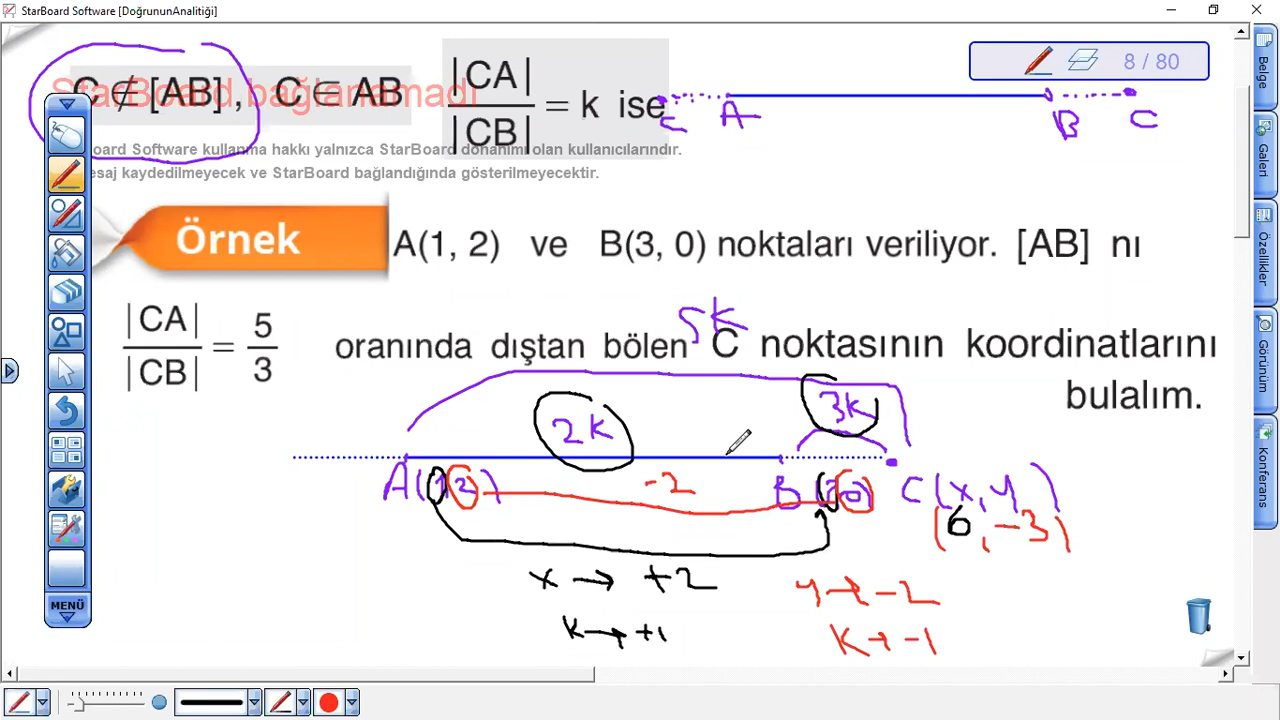 StarBoard Software [DoğrununAnalitiği]
8 / 80
C ∉ [AB] , C ∈ AB |CA| / |CB| = k ise
StarBoard bağlanamadı
C A B C
oard Software kullanma hakkı yalnızca StarBoard donanımı olan kullanıcılarındır.
esaj kaydedilmeyecek ve StarBoard bağlandığında gösterilmeyecektir.
Örnek A(1, 2) ve B(3, 0) noktaları veriliyor. [AB] nı
|CA| / |CB| = 5 / 3 oranında dıştan bölen C noktasının koordinatlarını
bulalım.
5k
2k 3k
-2
A(1,2) B(3,0) C(x,y)
(6,-3)
x → +2 y → -2
k → +1 k → -1
MENÜ
Belge
Galeri
Özellikler
Görünüm
Konferans